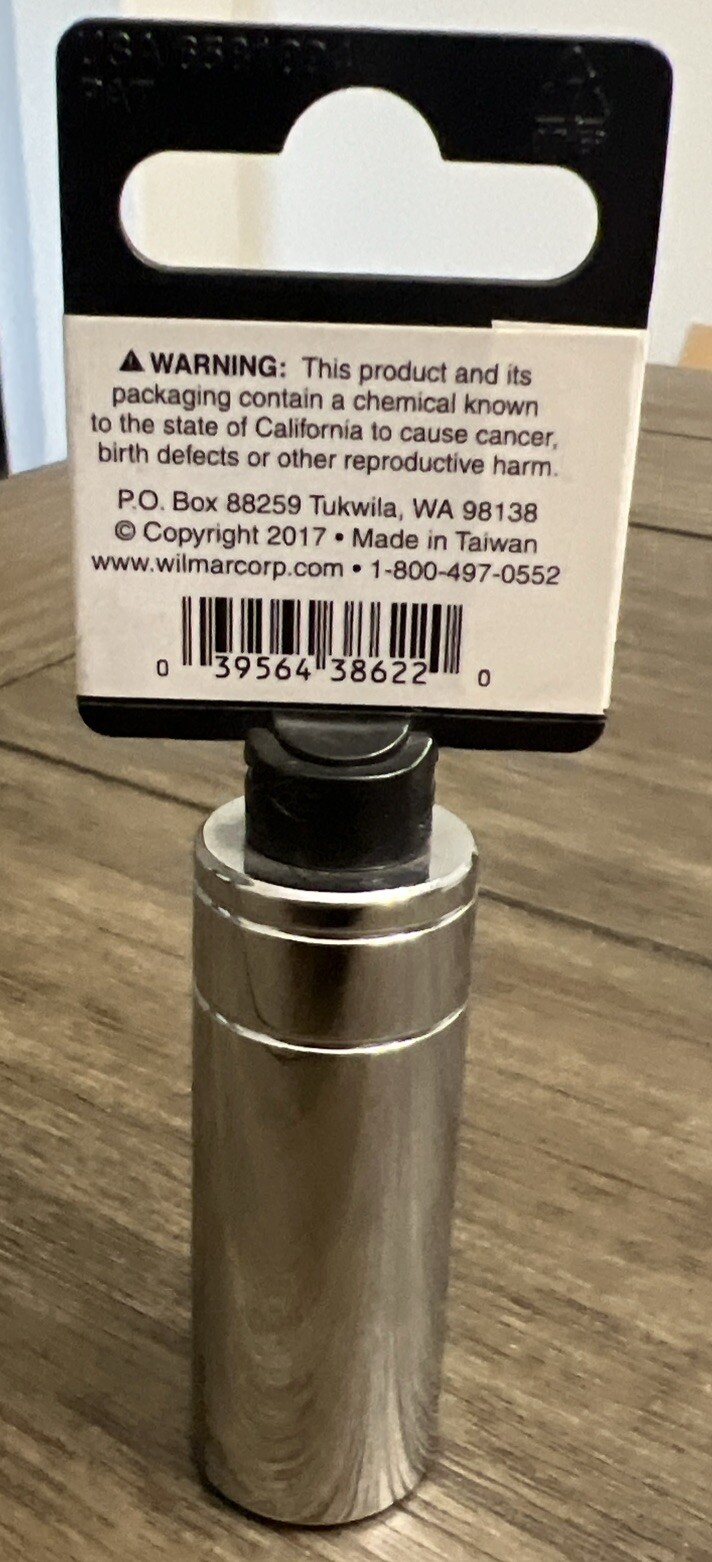 PAT
⚠ WARNING: This product and its
packaging contain a chemical known
to the state of California to cause cancer,
birth defects or other reproductive harm.
P.O. Box 88259 Tukwila, WA 98138
© Copyright 2017 • Made in Taiwan
www.wilmarcorp.com • 1-800-497-0552
0 39564 38622 0